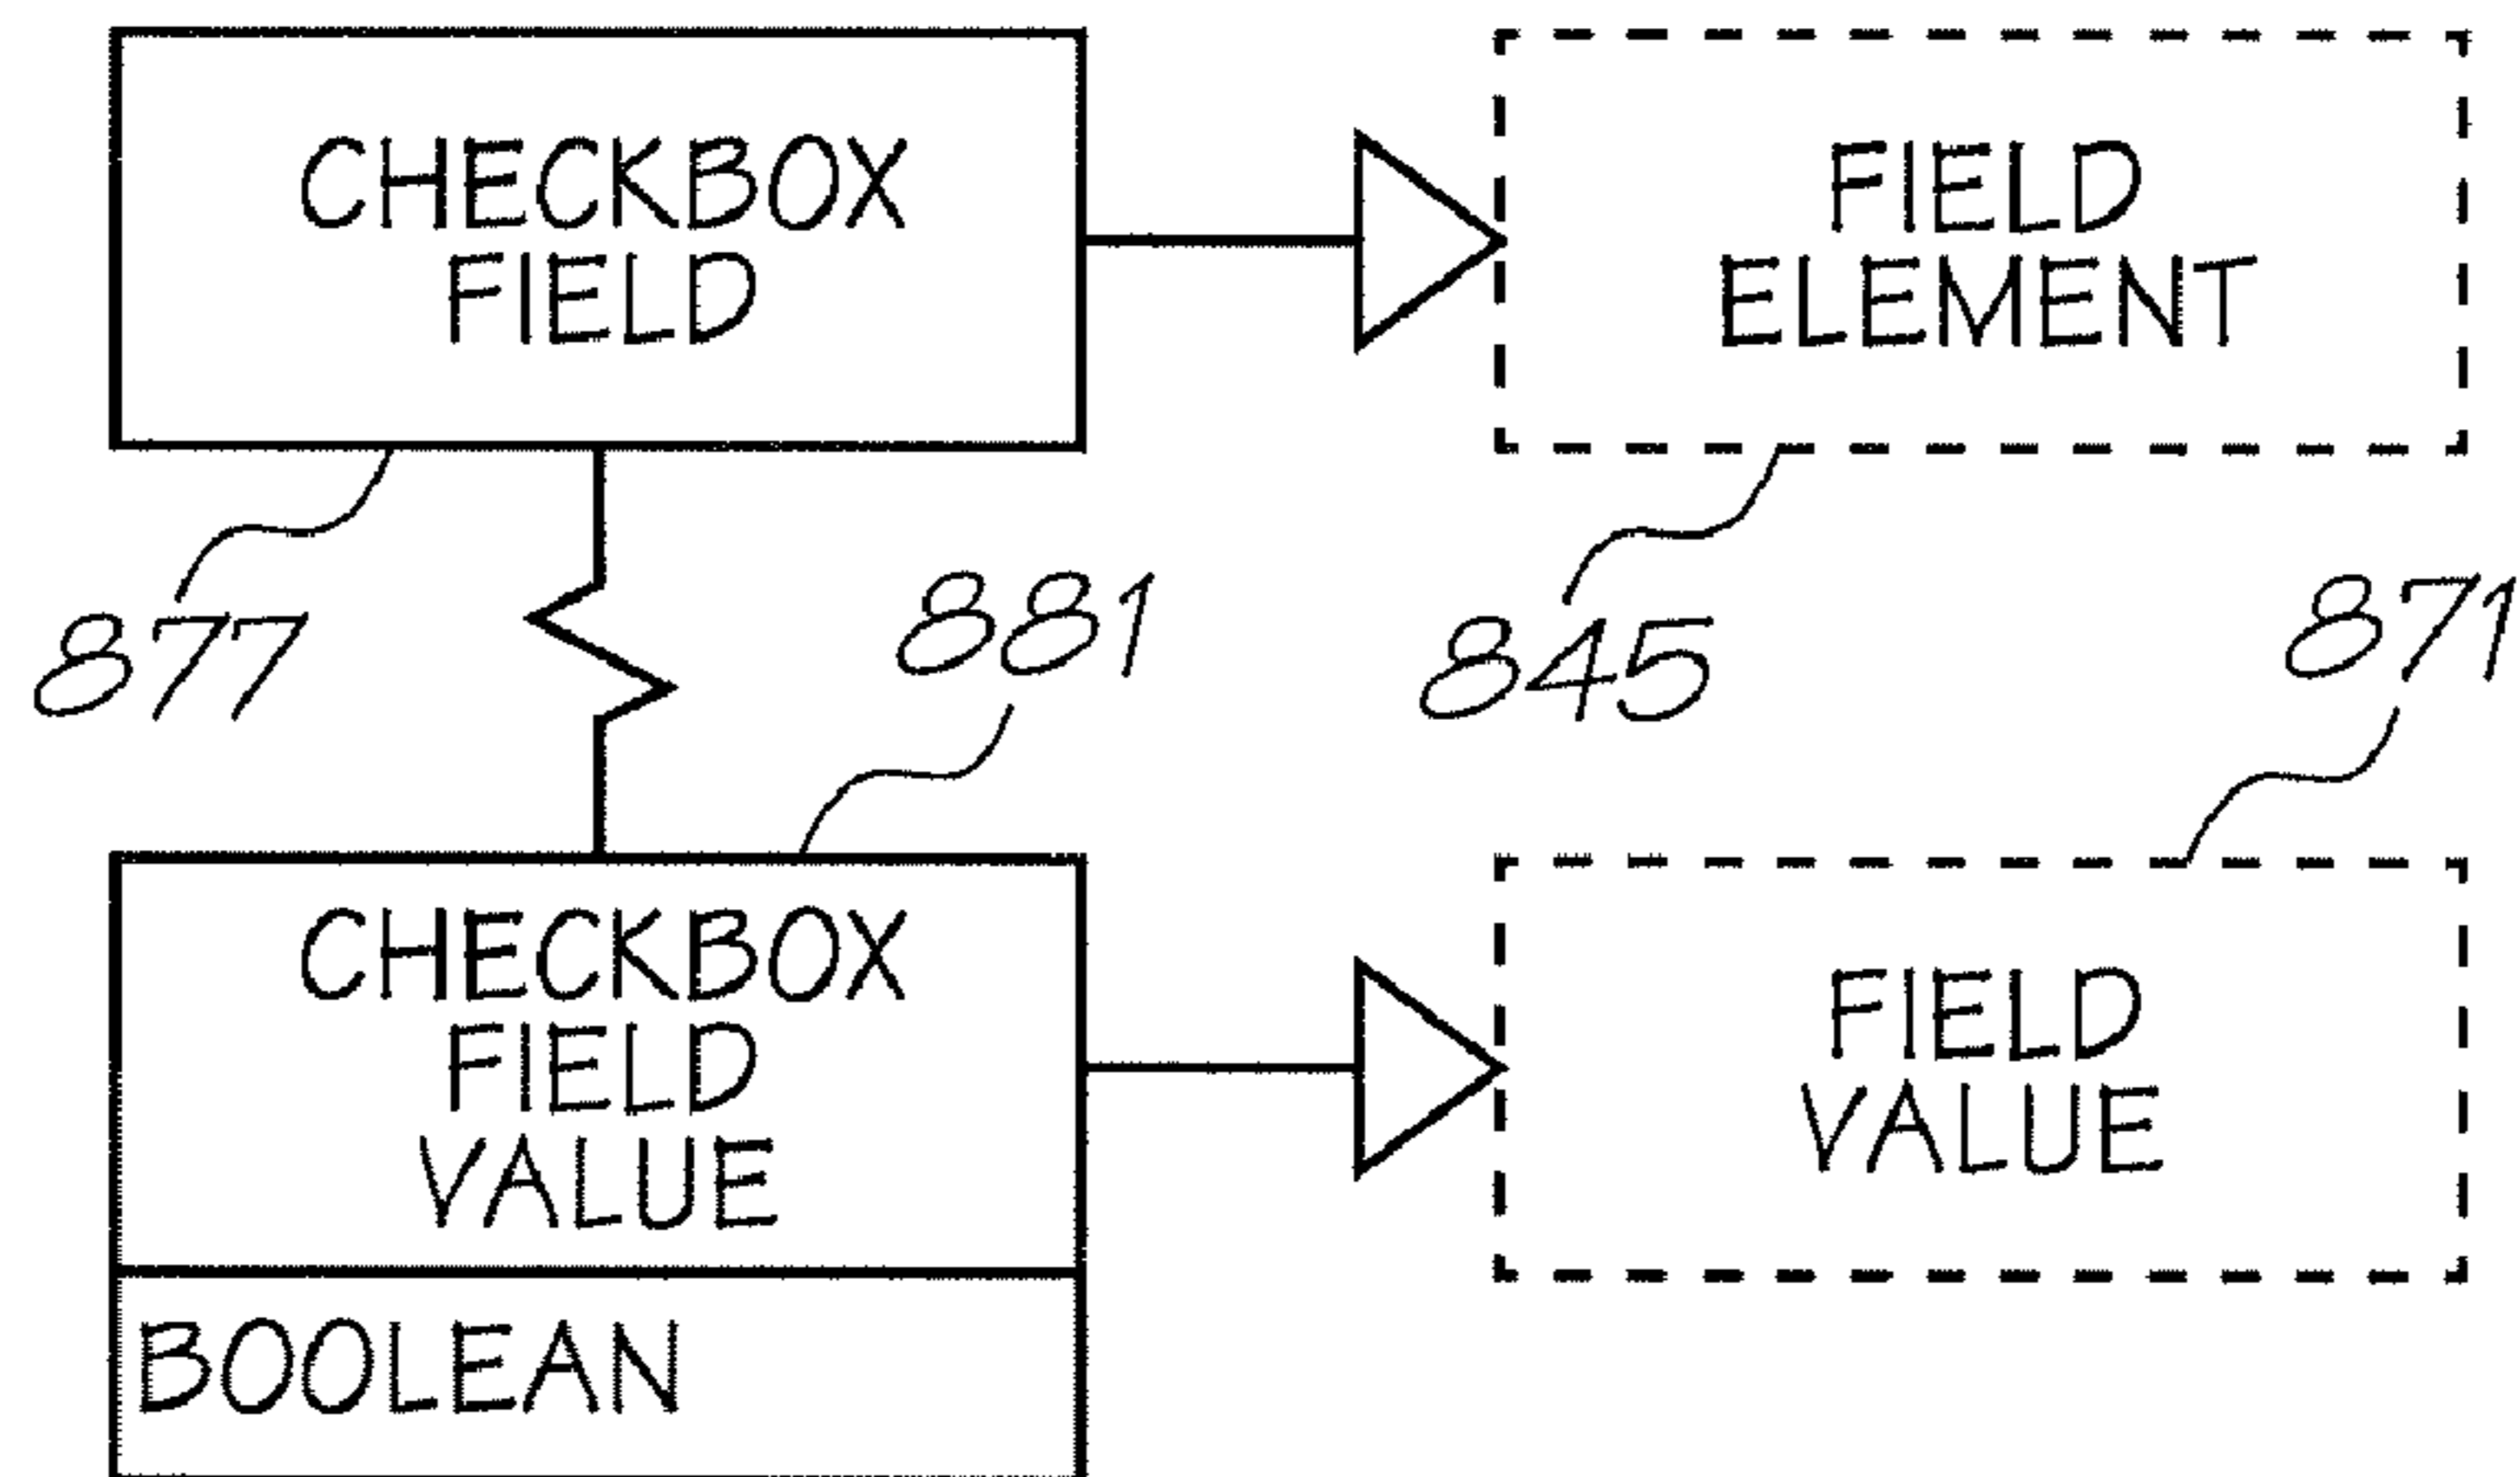 CHECKBOX
FIELD
FIELD
ELEMENT
877
881
845
871
CHECKBOX
FIELD
VALUE
BOOLEAN
FIELD
VALUE